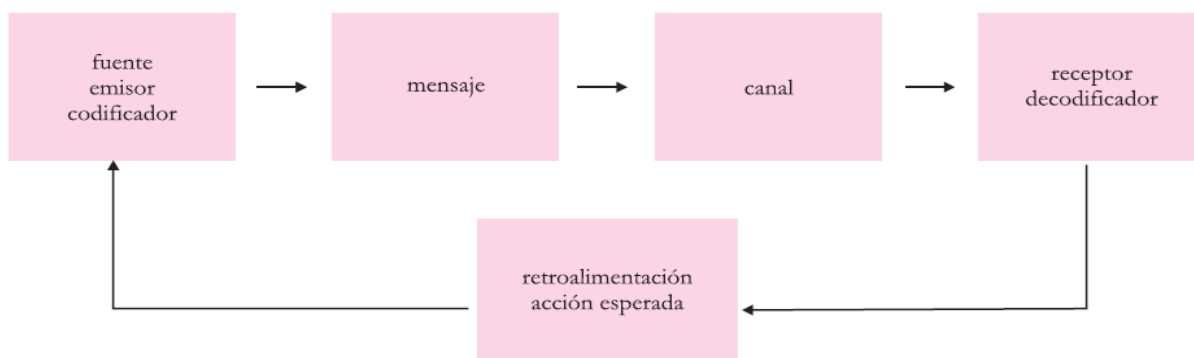 fuente
emisor
codificador
mensaje
canal
receptor
decodificador
retroalimentación
acción esperada